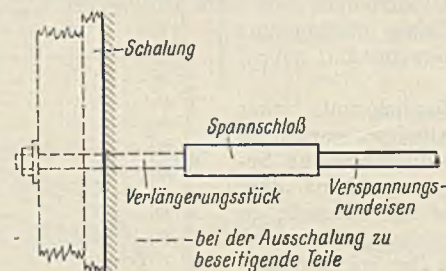 Schalung
Spannschloß
Verlängerungsstück
Verspannungs-
rundeisen
bei der Ausschalung zu
beseitigende Teile